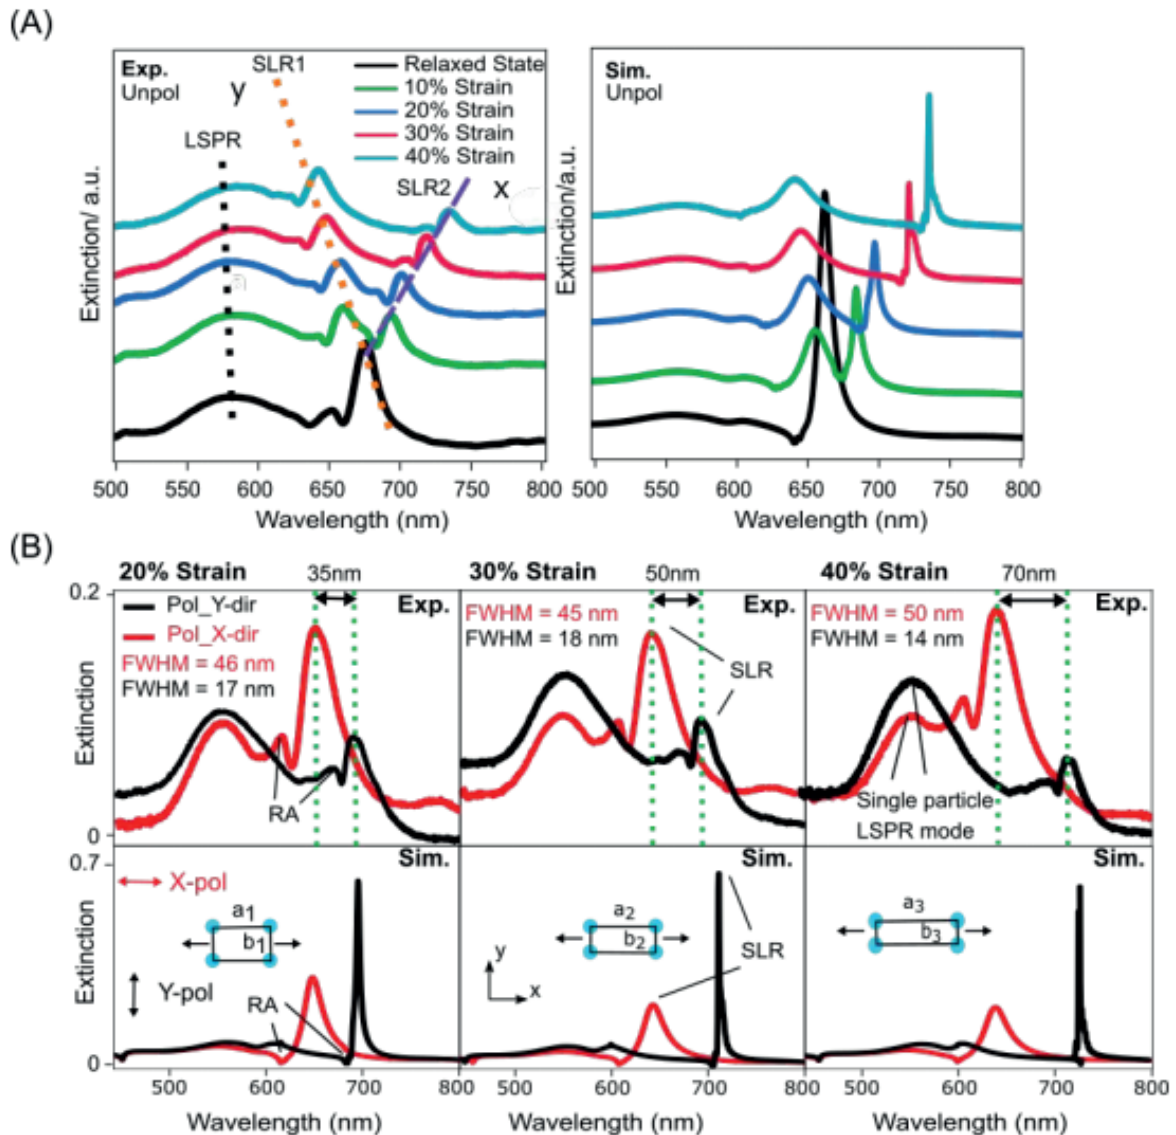 (A)
Exp.
Unpol
SLR1
y
LSPR
Relaxed State
10% Strain
20% Strain
30% Strain
40% Strain
SLR2
x
Extinction/ a.u.
500 550 600 650 700 750 800
Wavelength (nm)
Sim.
Unpol
Extinction/a.u.
500 550 600 650 700 750 800
Wavelength (nm)
(B)
20% Strain
35nm
Exp.
Pol_Y-dir
Pol_X-dir
FWHM = 46 nm
FWHM = 17 nm
RA
0.2
0
Extinction
30% Strain
50nm
Exp.
FWHM = 45 nm
FWHM = 18 nm
SLR
40% Strain
70nm
Exp.
FWHM = 50 nm
FWHM = 14 nm
Single particle
LSPR mode
Sim.
X-pol
a1
b1
Y-pol
RA
0.7
0
Extinction
500 600 700 800
Wavelength (nm)
Sim.
a2
b2
y
x
SLR
500 600 700 800
Wavelength (nm)
Sim.
a3
b3
500 600 700 800
Wavelength (nm)